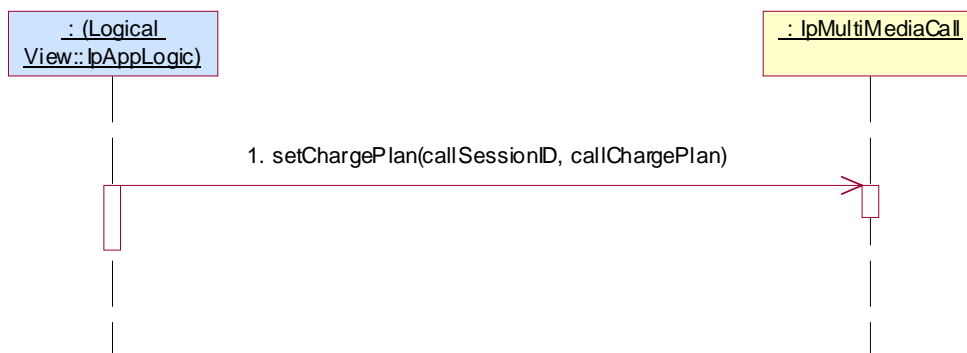 : (Logical
View::IpAppLogic)
: IpMultiMediaCall
1. setChargePlan(callSessionID, callChargePlan)